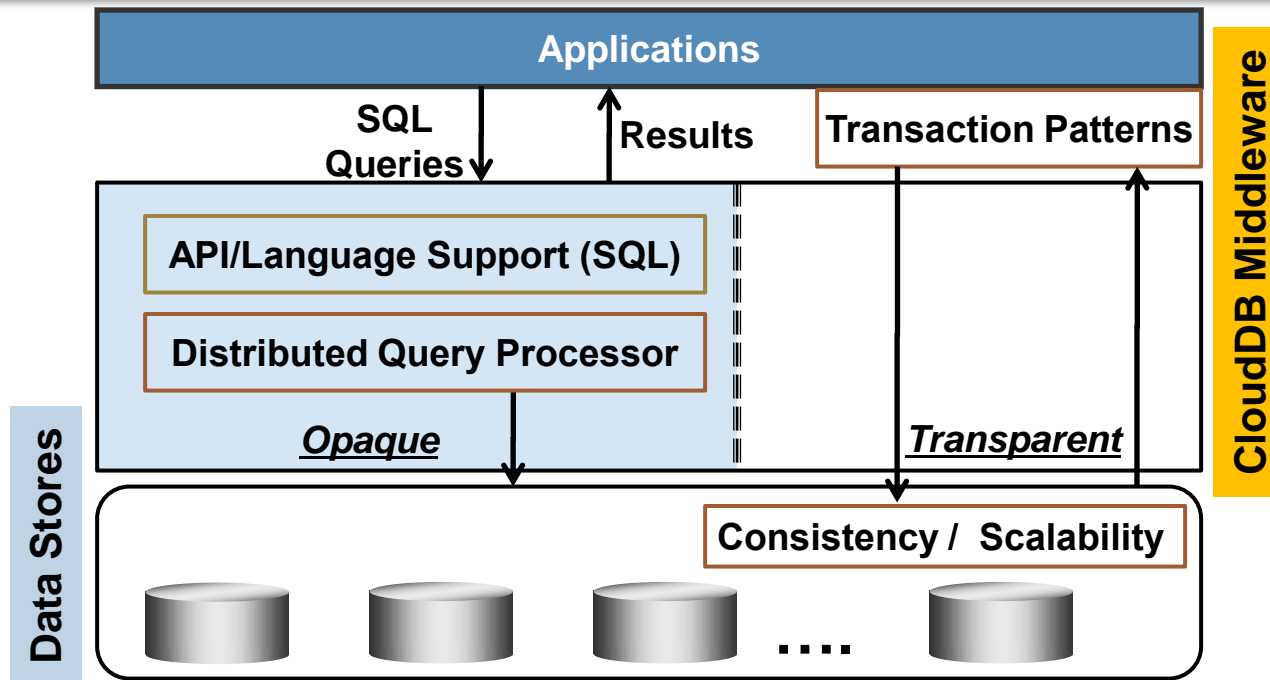 Applications
SQL
Queries
Results
Transaction Patterns
CloudDB Middleware
API/Language Support (SQL)
Distributed Query Processor
Opaque
Transparent
Data Stores
Consistency / Scalability
....